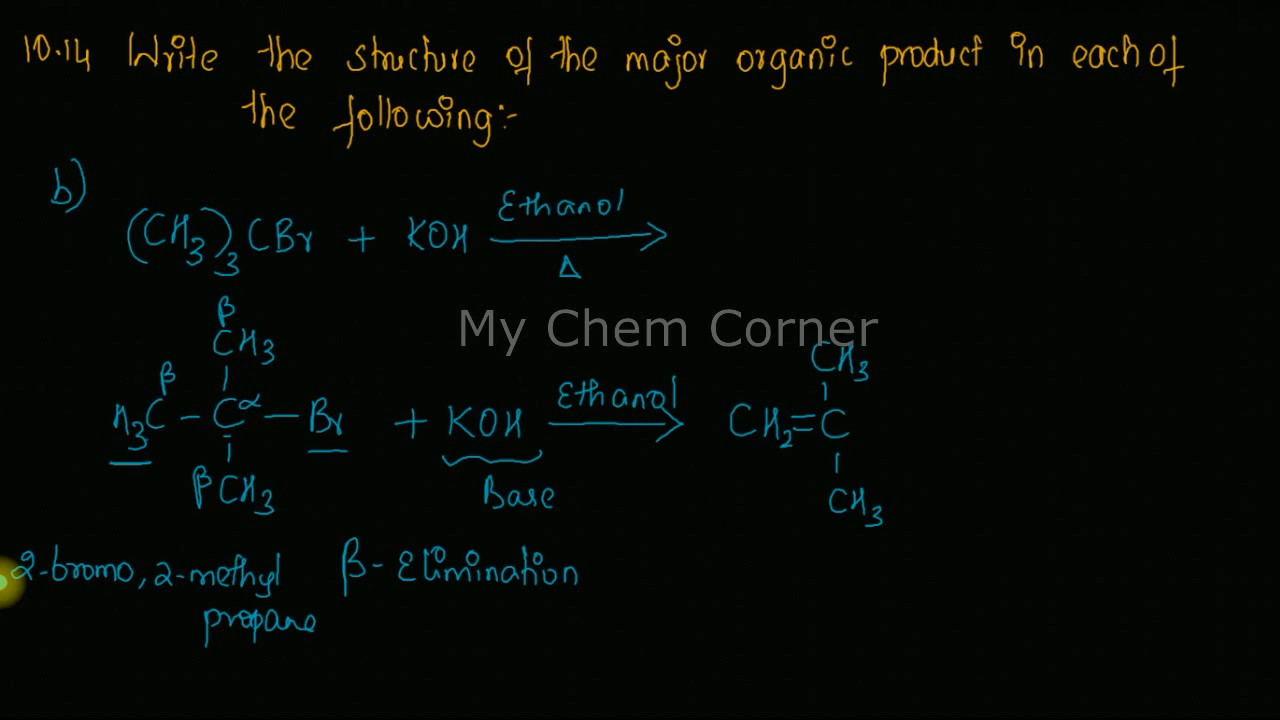 10.14 Write the structure of the major organic product in each of
the following:-
b)
(CH3)3CBr + KOH Ethanol Δ
My Chem Corner
β
CH3
β
H3C - Cα - Br + KOH Ethanol CH2=C
CH3
βCH3
Base
CH3
2-bromo, 2-methyl propane
β-Elimination